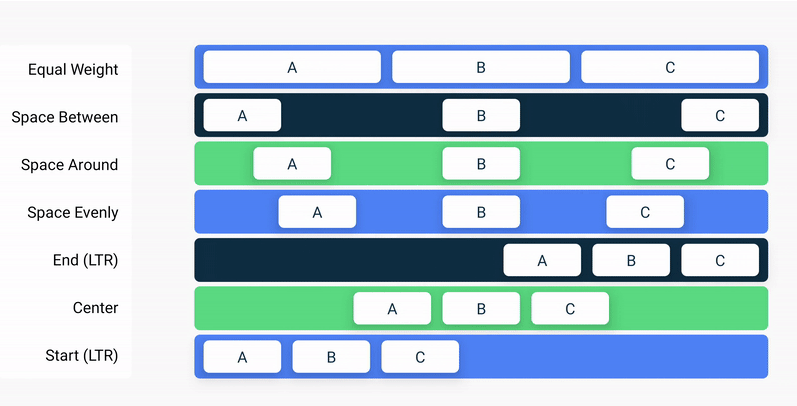 Equal Weight A B C
Space Between A B C
Space Around A B C
Space Evenly A B C
End (LTR) A B C
Center A B C
Start (LTR) A B C